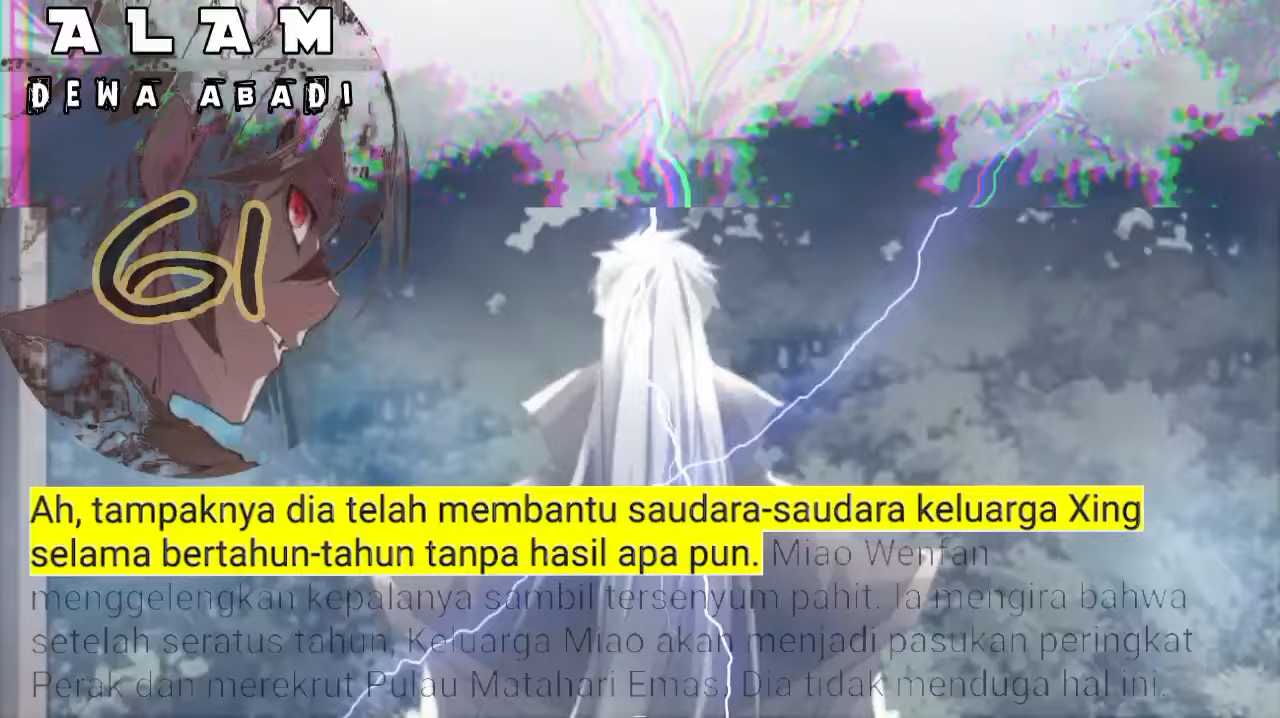 ALAM
DEWA ABADI
61
Ah, tampaknya dia telah membantu saudara-saudara keluarga Xing
selama bertahun-tahun tanpa hasil apa pun. Miao Wenfan
menggelengkan kepalanya sambil tersenyum pahit. Ia mengira bahwa
setelah seratus tahun, Keluarga Miao akan menjadi pasukan peringkat
Perak dan merekrut Pulau Matahari Emas. Dia tidak menduga hal ini.